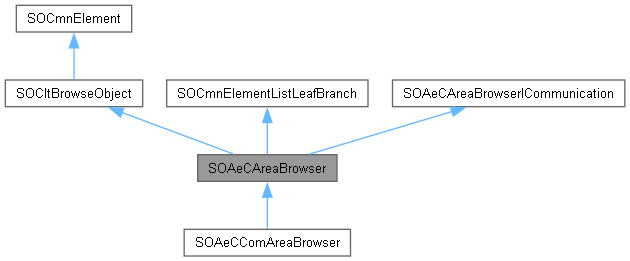 SOCmnElement
SOCltBrowseObject
SOCmnElementListLeafBranch
SOAeCAreaBrowserICommunication
SOAeCAreaBrowser
SOAeCComAreaBrowser